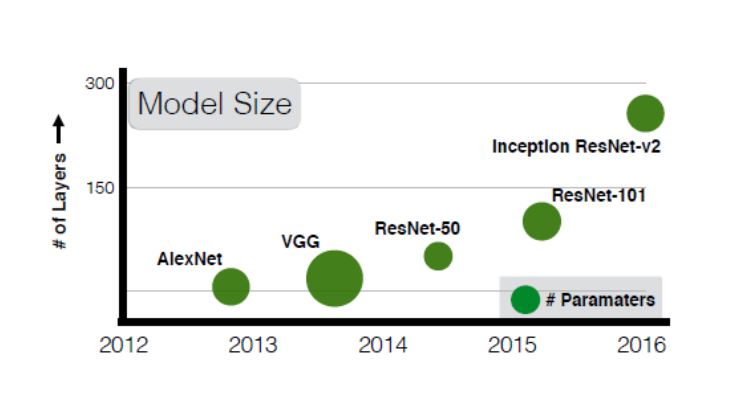 300
Model Size
Inception ResNet-v2
# of Layers
150
ResNet-101
ResNet-50
VGG
AlexNet
# Paramaters
2012 2013 2014 2015 2016